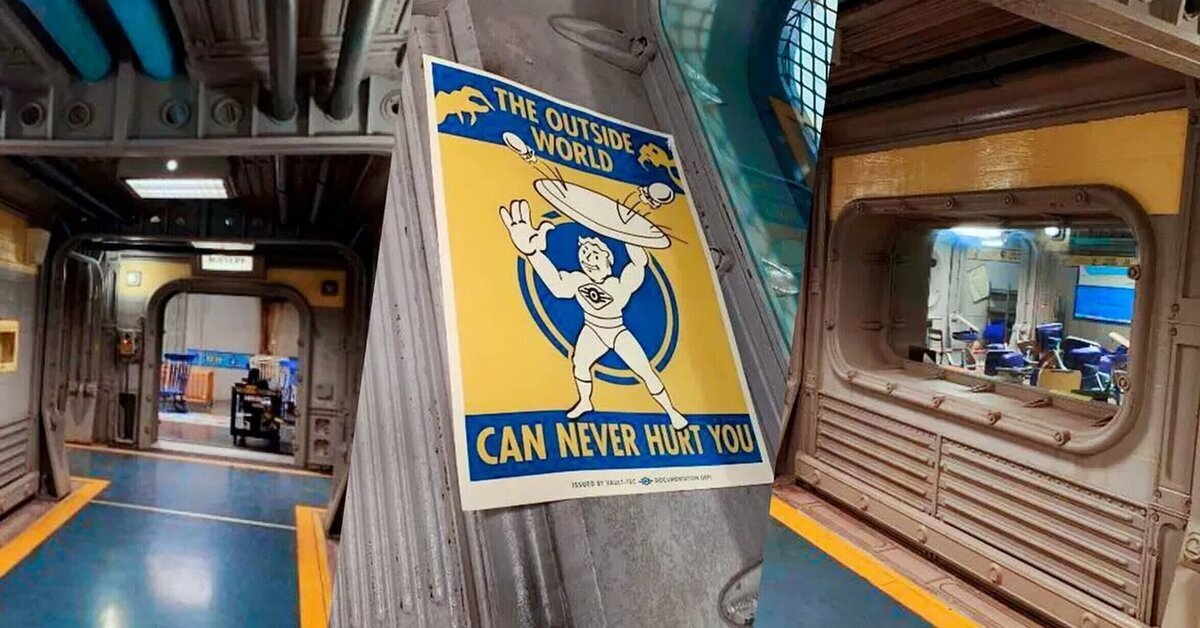 THE OUTSIDE
WORLD
CAN NEVER HURT YOU
ISSUED BY VAULT-TEC DOCUMENTATION DEPT.